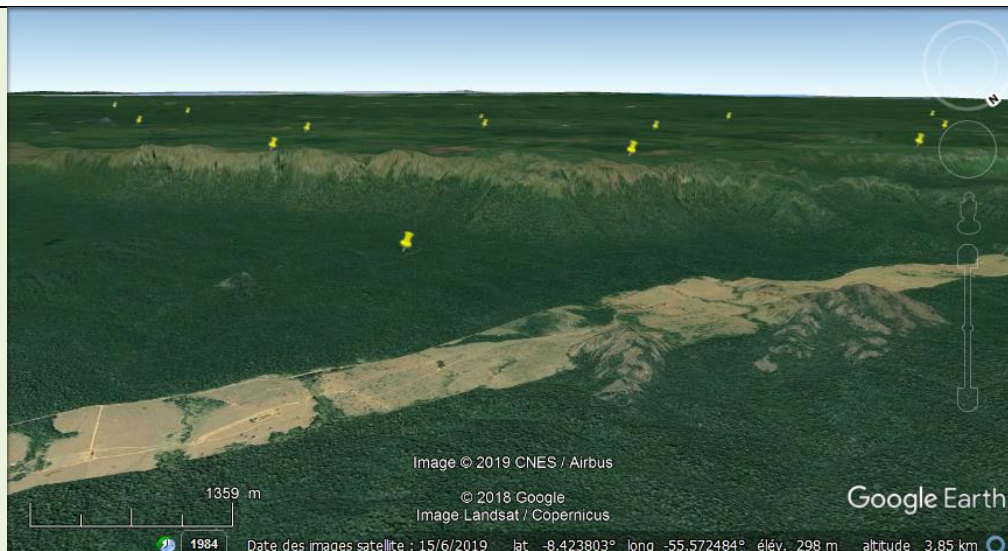 N
Image © 2019 CNES / Airbus
1359 m
© 2018 Google
Image Landsat / Copernicus
Google Earth
1984 Date des images satellite : 15/6/2019 lat -8.423803° long -55.572484° élév. 298 m altitude 3.85 km